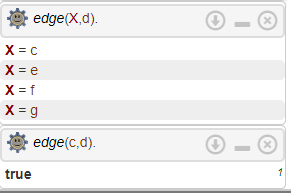 edge(X,d).
X = c
X = e
X = f
X = g
edge(c,d).
true 1